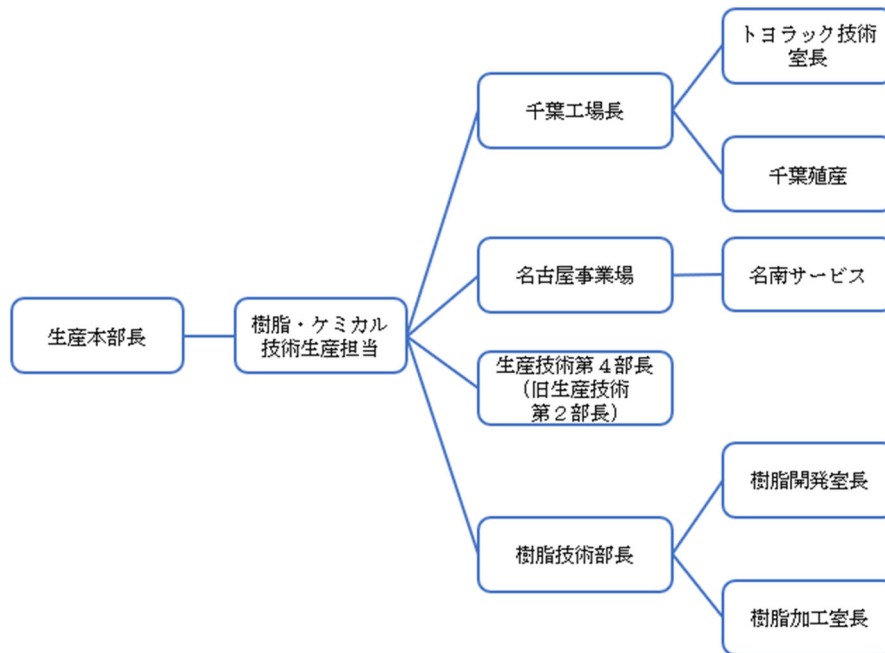 トヨラック技術
室長
千葉工場長
千葉殖産
名古屋事業場
名南サービス
生産本部長
樹脂・ケミカル
技術生産担当
生産技術第４部長
(旧生産技術
第２部長)
樹脂開発室長
樹脂技術部長
樹脂加工室長